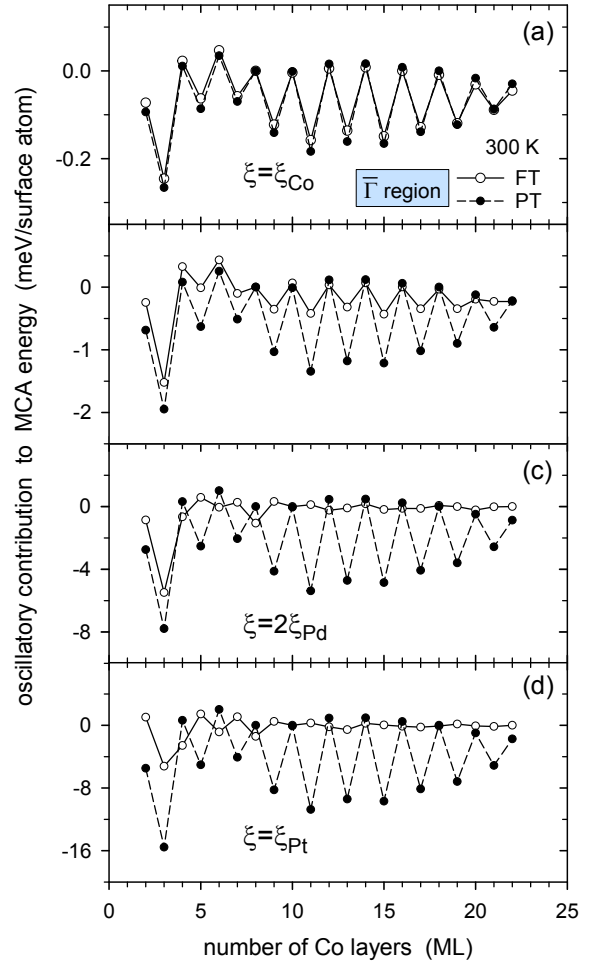 oscillatory contribution to MCA energy (meV/surface atom)
(a)
0.0
-0.2
300 K
ξ=ξCo
Γ̅ region
FT
PT
0
-1
-2
(c)
0
-4
-8
ξ=2ξPd
(d)
0
-8
-16
ξ=ξPt
0 5 10 15 20 25
number of Co layers (ML)